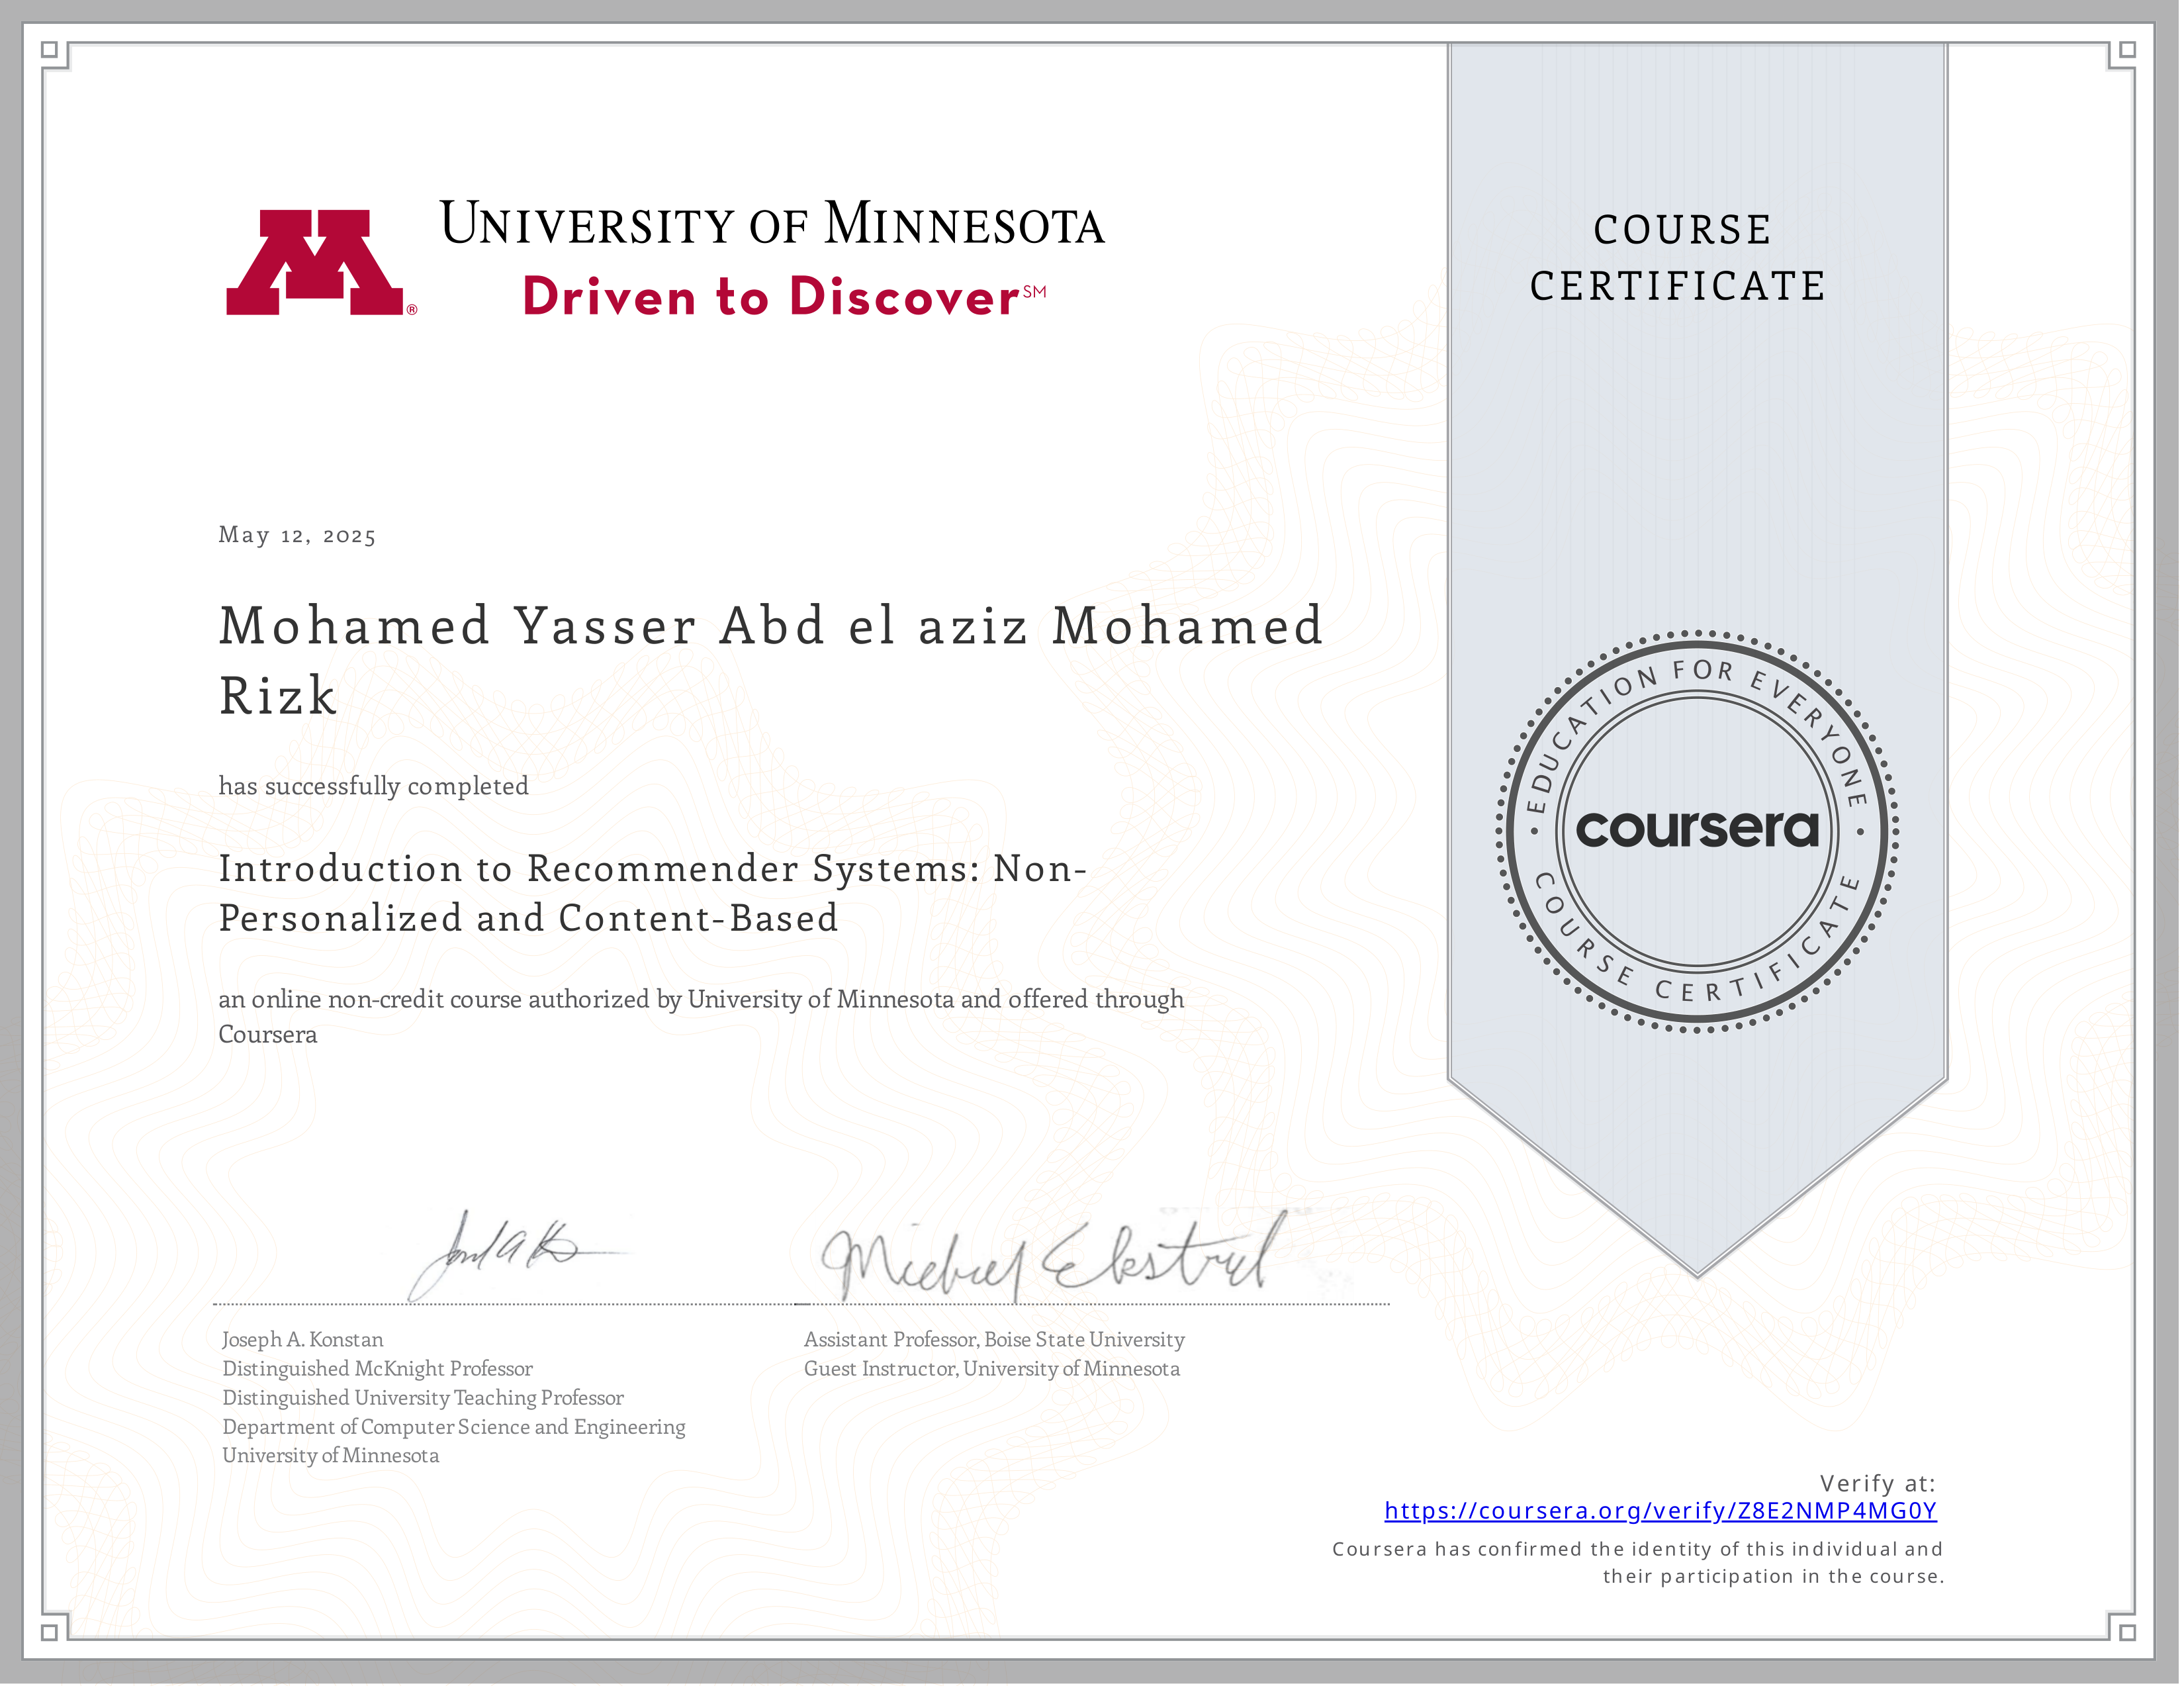 M®
UNIVERSITY OF MINNESOTA
Driven to Discover℠
COURSE
CERTIFICATE
May 12, 2025
Mohamed Yasser Abd el aziz Mohamed
Rizk
has successfully completed
Introduction to Recommender Systems: Non-
Personalized and Content-Based
an online non-credit course authorized by University of Minnesota and offered through
Coursera
EDUCATION FOR EVERYONE
coursera
COURSE CERTIFICATE
Michael Ekstrand
Joseph A. Konstan
Distinguished McKnight Professor
Distinguished University Teaching Professor
Department of Computer Science and Engineering
University of Minnesota
Assistant Professor, Boise State University
Guest Instructor, University of Minnesota
Verify at:
https://coursera.org/verify/Z8E2NMP4MG0Y
Coursera has confirmed the identity of this individual and
their participation in the course.